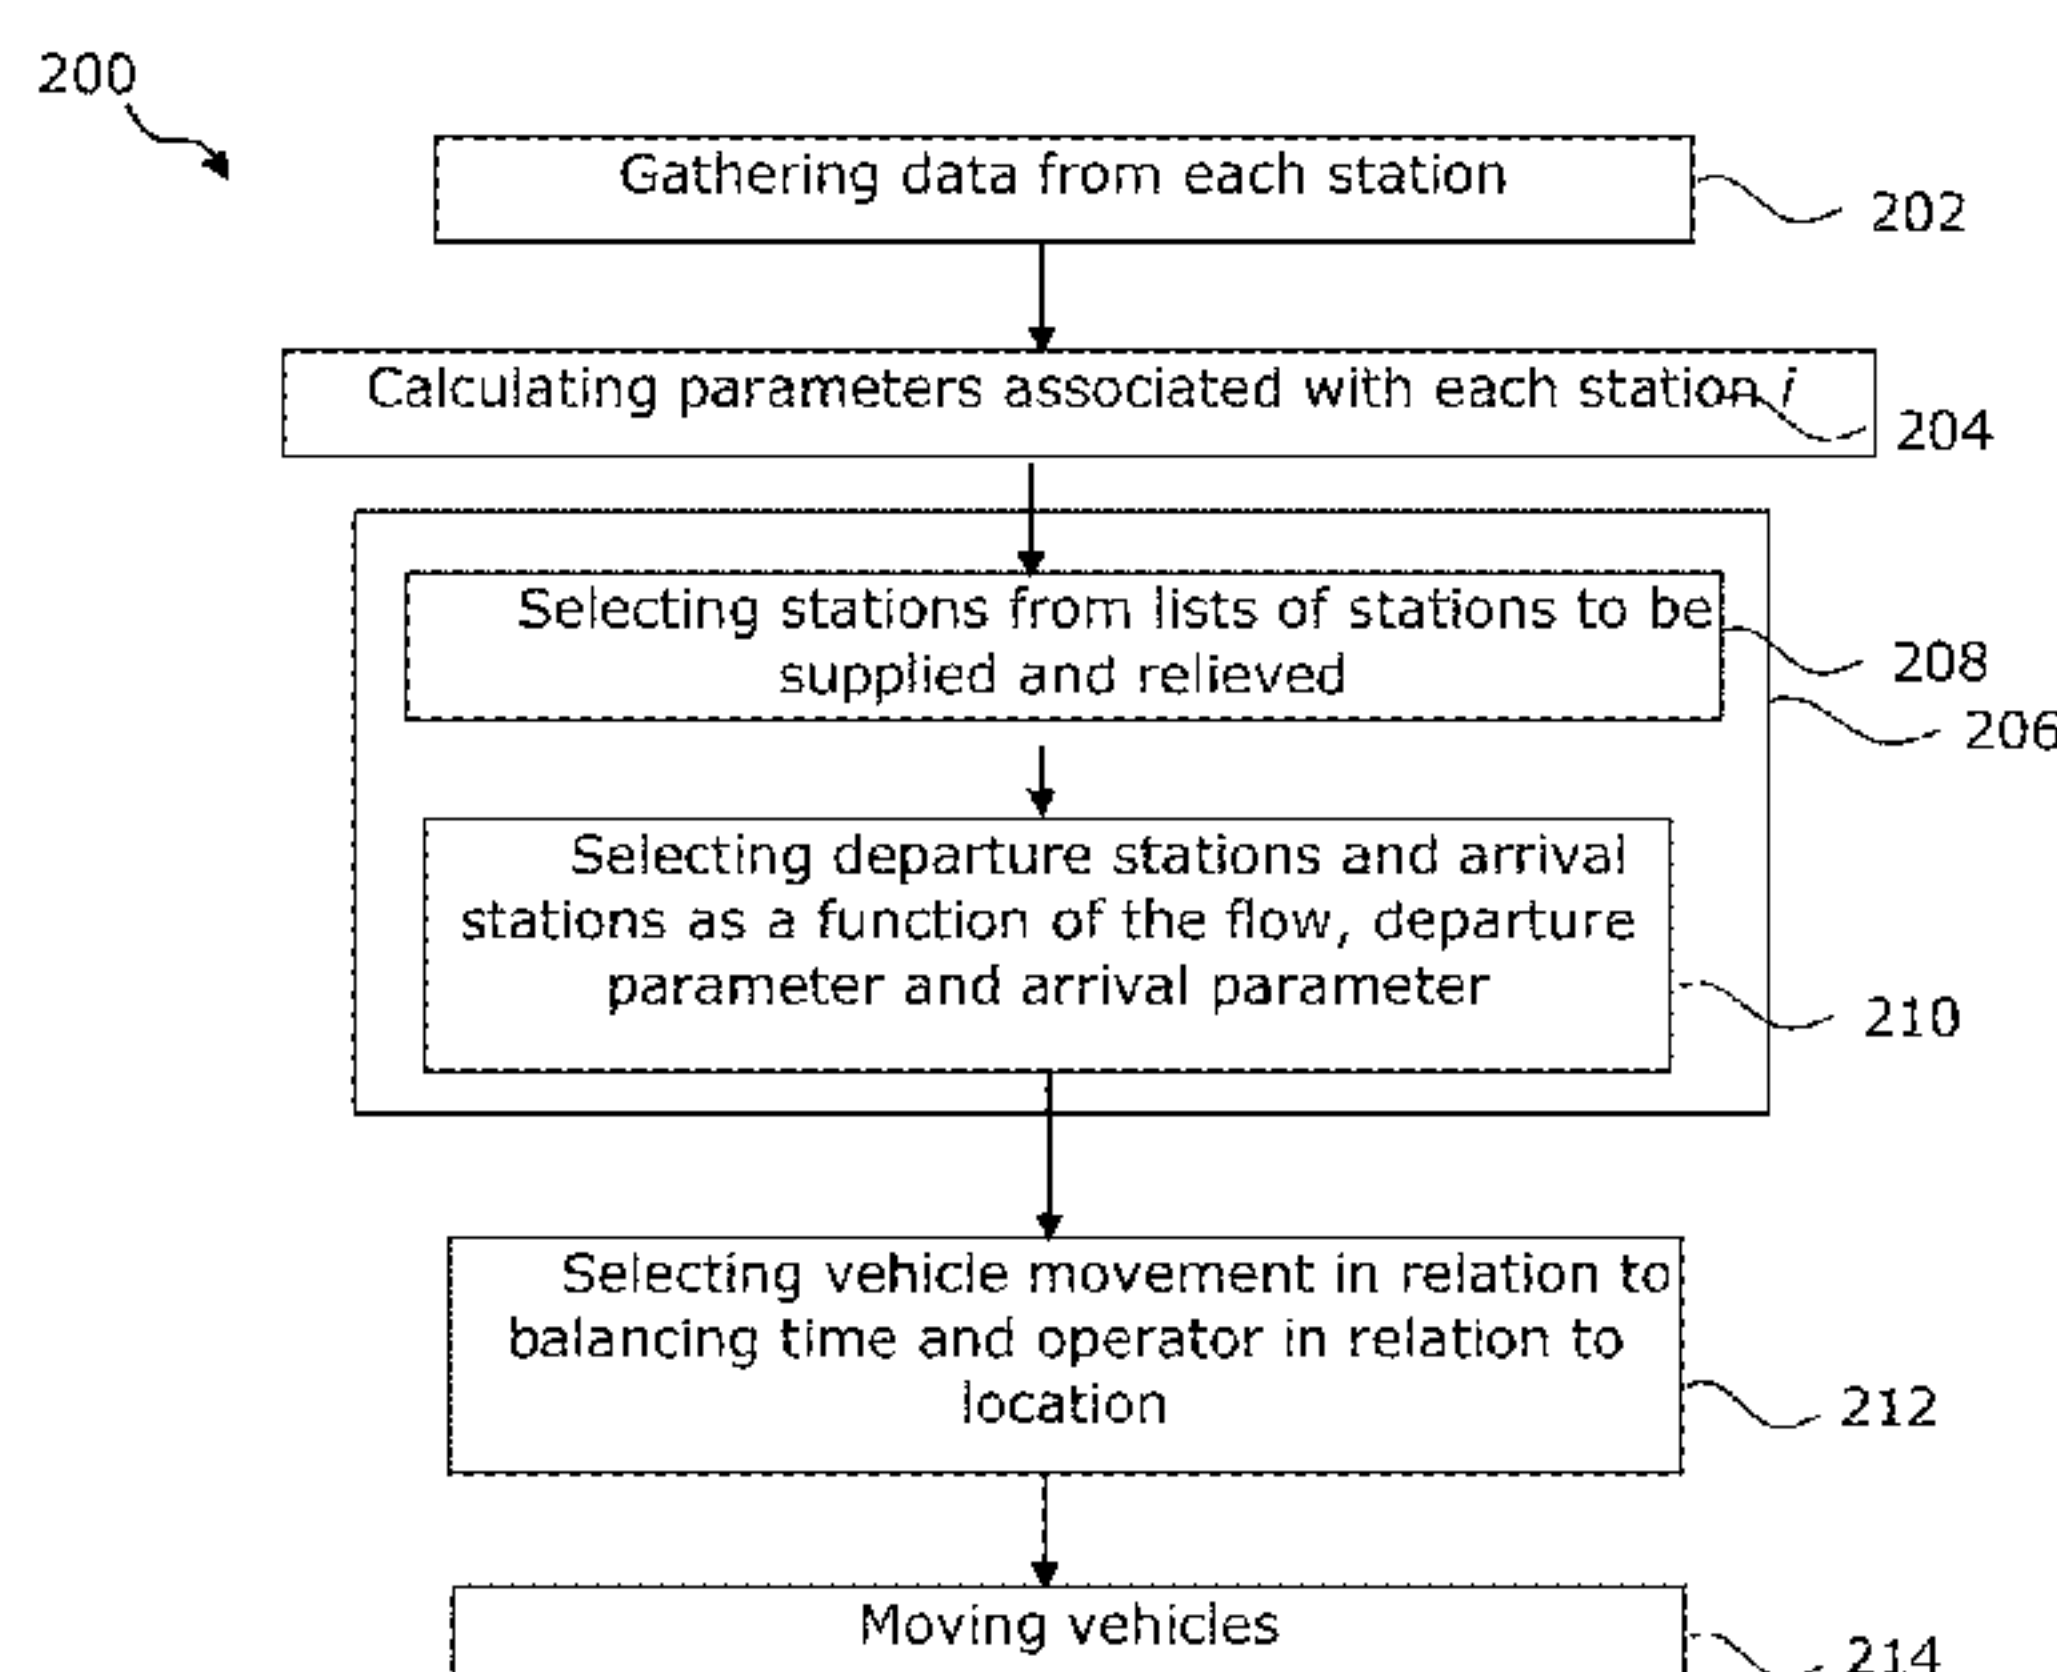 200
Gathering data from each station
202
Calculating parameters associated with each station i
204
Selecting stations from lists of stations to be
supplied and relieved
208
206
Selecting departure stations and arrival
stations as a function of the flow, departure
parameter and arrival parameter
210
Selecting vehicle movement in relation to
balancing time and operator in relation to
location
212
Moving vehicles
214